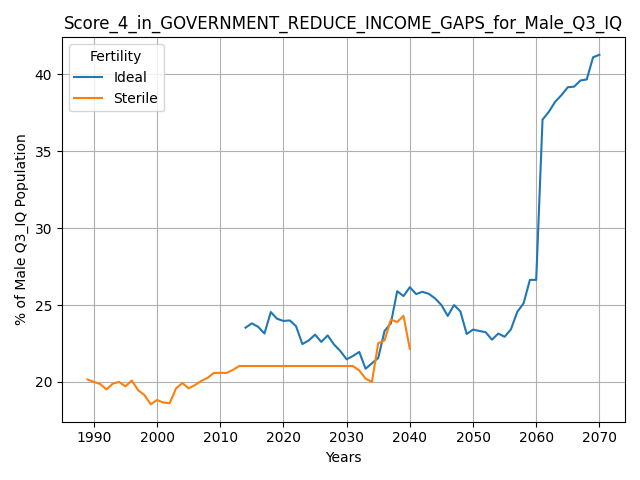 Score_4_in_GOVERNMENT_REDUCE_INCOME_GAPS_for_Male_Q3_IQ
Fertility
Ideal
Sterile
% of Male Q3_IQ Population
40
35
30
25
20
1990 2000 2010 2020 2030 2040 2050 2060 2070
Years